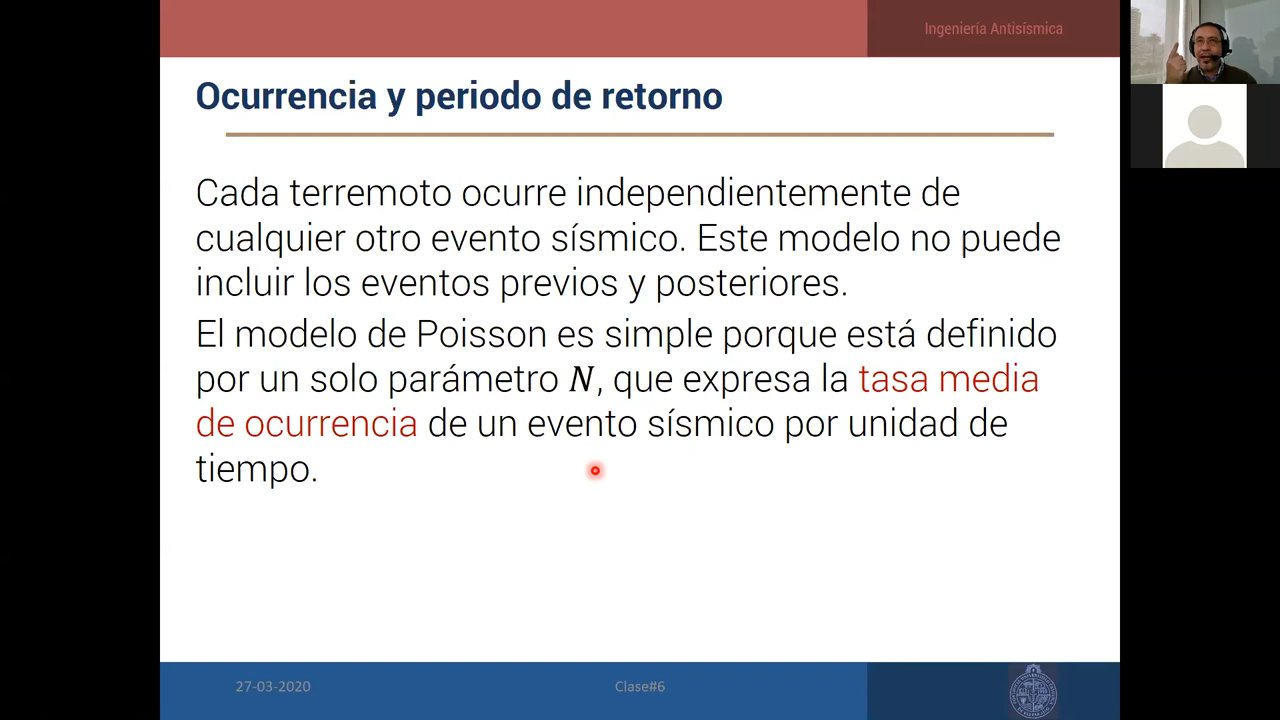 Ingeniería Antisísmica
Ocurrencia y periodo de retorno
Cada terremoto ocurre independientemente de
cualquier otro evento sísmico. Este modelo no puede
incluir los eventos previos y posteriores.
El modelo de Poisson es simple porque está definido
por un solo parámetro N, que expresa la tasa media
de ocurrencia de un evento sísmico por unidad de
tiempo.
27-03-2020
Clase#6